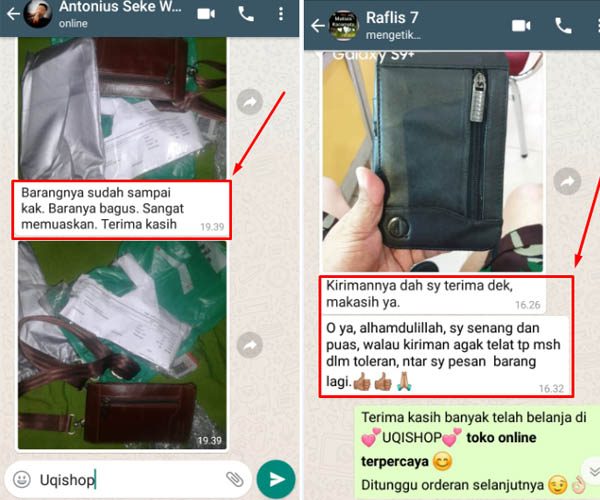 Antonius Seke W...
online
Barangnya sudah sampai
kak. Baranya bagus. Sangat
memuaskan. Terima kasih
19.39
19.39
Uqishop
Raflis 7
mengetik...
Galaxy S9+
Kirimannya dah sy terima dek,
makasih ya.
16.26
O ya, alhamdulillah, sy senang dan
puas, walau kiriman agak telat tp msh
dlm toleran, ntar sy pesan barang
lagi.👍🏽👍🏽🙏🏽
16.32
Terima kasih banyak telah belanja di
💞UQISHOP💞 toko online
terpercaya 😊
Ditunggu orderan selanjutnya 😉👌🏻